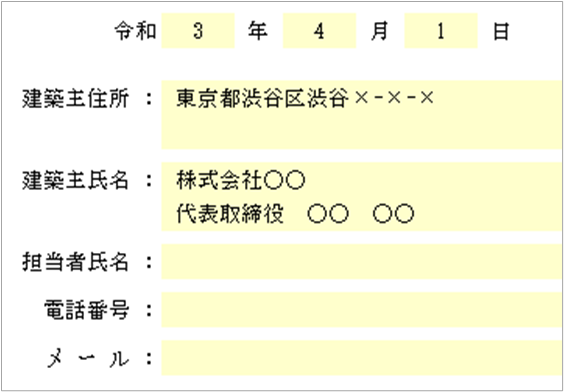 令和 3 年 4 月 1 日
建築主住所 : 東京都渋谷区渋谷×-×-×
建築主氏名 : 株式会社〇〇
代表取締役 〇〇 〇〇
担当者氏名 :
電話番号 :
メール :